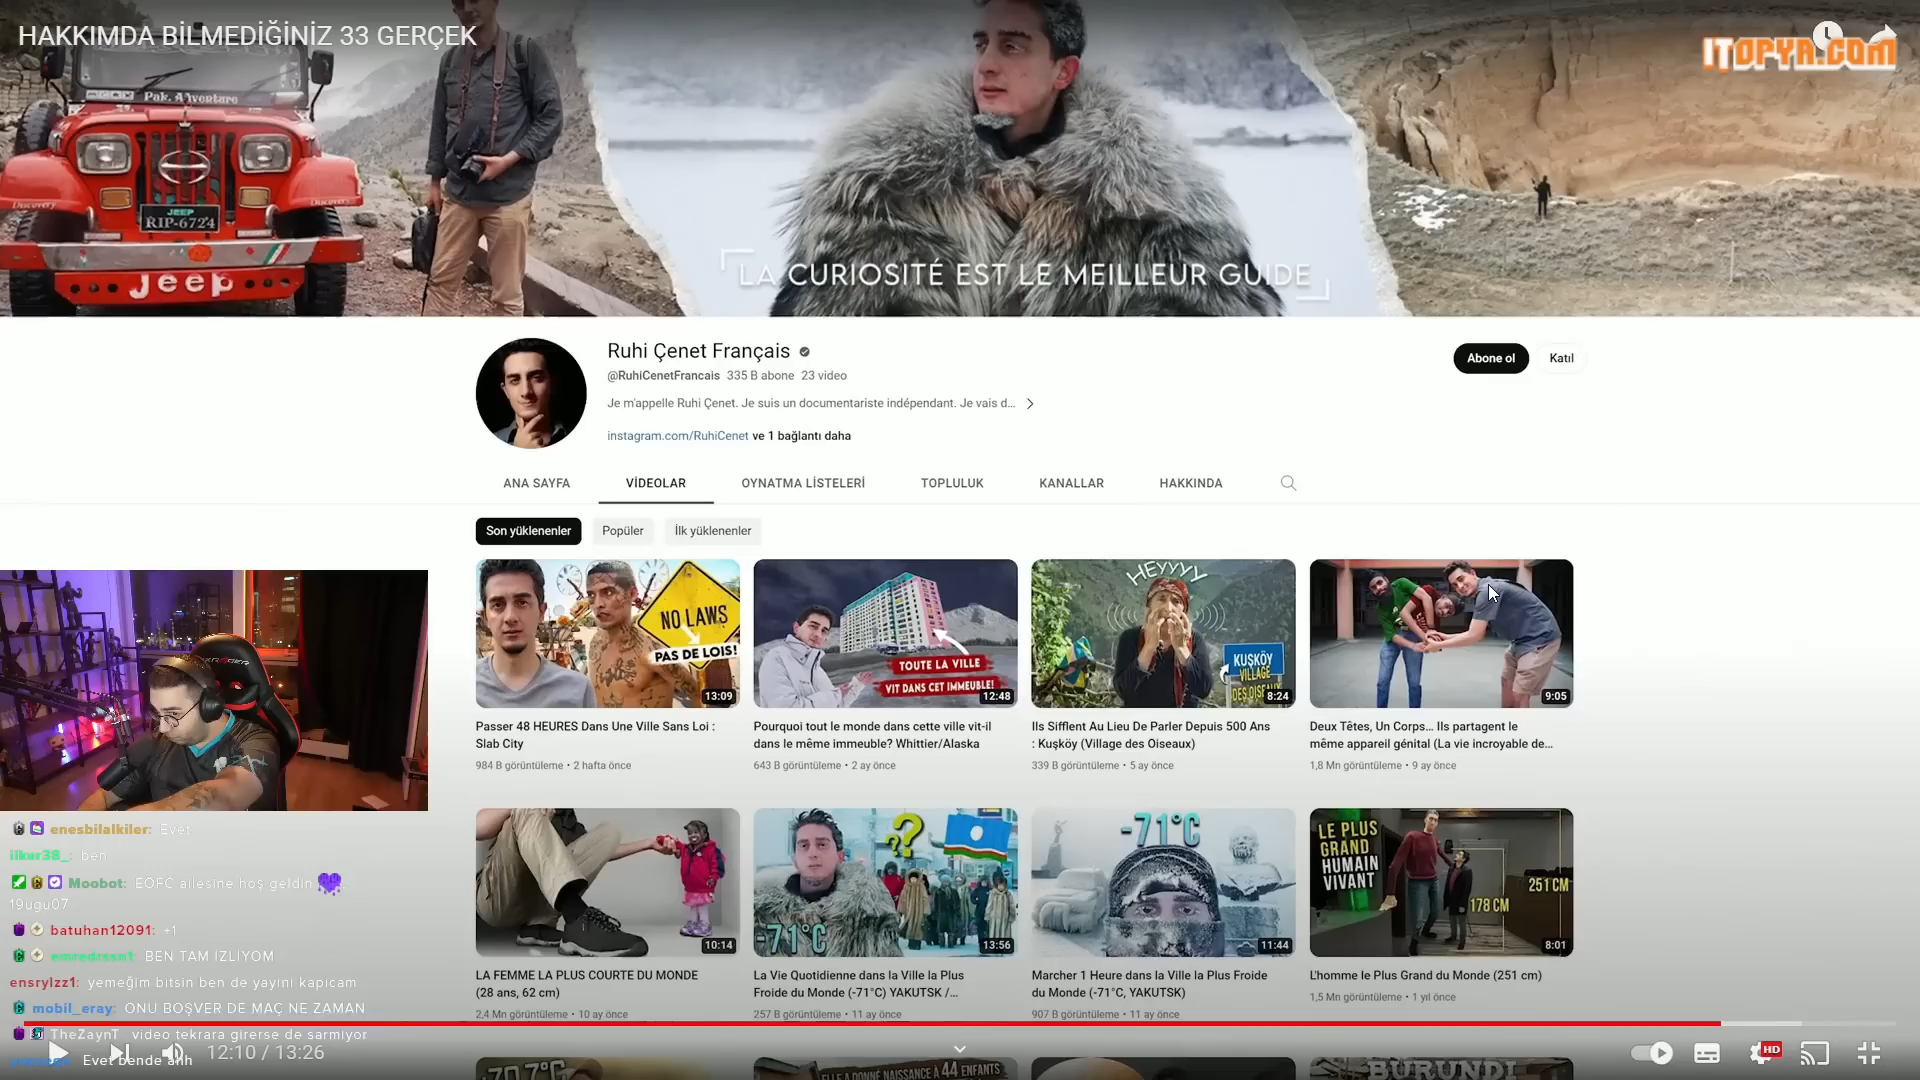 HAKKIMDA BİLMEDİĞİNİZ 33 GERÇEK
ITOPYA.COM
Pak. Adventure
Discovery
Discovery
JEEP
RIP-6724
Jeep
LA CURIOSITÉ EST LE MEILLEUR GUIDE
Ruhi Çenet Français
@RuhiCenetFrancais 335 B abone 23 video
Je m'appelle Ruhi Çenet. Je suis un documentariste indépendant. Je vais d...
instagram.com/RuhiCenet ve 1 bağlantı daha
Abone ol
Katıl
ANA SAYFA
VİDEOLAR
OYNATMA LİSTELERİ
TOPLULUK
KANALLAR
HAKKINDA
Son yüklenenler
Popüler
İlk yüklenenler
NO LAWS
PAS DE LOIS!
13:09
TOUTE LA VILLE
VIT DANS CET IMMEUBLE!
12:48
HEYYYY
KUŞKÖY
VILLAGE
DES OISEAUX
8:24
9:05
Passer 48 HEURES Dans Une Ville Sans Loi :
Slab City
984 B görüntüleme • 2 hafta önce
Pourquoi tout le monde dans cette ville vit-il
dans le même immeuble? Whittier/Alaska
643 B görüntüleme • 2 ay önce
Ils Sifflent Au Lieu De Parler Depuis 500 Ans
: Kuşköy (Village des Oiseaux)
339 B görüntüleme • 5 ay önce
Deux Têtes, Un Corps... Ils partagent le
même appareil génital (La vie incroyable de...
1,8 Mn görüntüleme • 9 ay önce
10:14
-71°C
13:56
-71°C
11:44
LE PLUS
GRAND
HUMAIN
VIVANT
251 CM
178 CM
8:01
LA FEMME LA PLUS COURTE DU MONDE
(28 ans, 62 cm)
2,4 Mn görüntüleme • 10 ay önce
La Vie Quotidienne dans la Ville la Plus
Froide du Monde (-71°C) YAKUTSK /...
257 B görüntüleme • 11 ay önce
Marcher 1 Heure dans la Ville la Plus Froide
du Monde (-71°C, YAKUTSK)
907 B görüntüleme • 11 ay önce
L'homme le Plus Grand du Monde (251 cm)
1,5 Mn görüntüleme • 1 yıl önce
ELLE A DONNÉ NAISSANCE À 44 ENFANTS
BURUNDI
enesbilalkiler: Evet
ilkur38_: ben
Moobot: EOFC ailesine hoş geldin
19ugu07
batuhan12091: +1
BEN TAM İZLİYOM
ensrylzz1: yemeğim bitsin ben de yayını kapicam
mobil_eray: ONU BOŞVER DE MAÇ NE ZAMAN
TheZaynT_ video tekrara girerse de sarmıyor
Evet bende ahh
12:10 / 13:26
HD